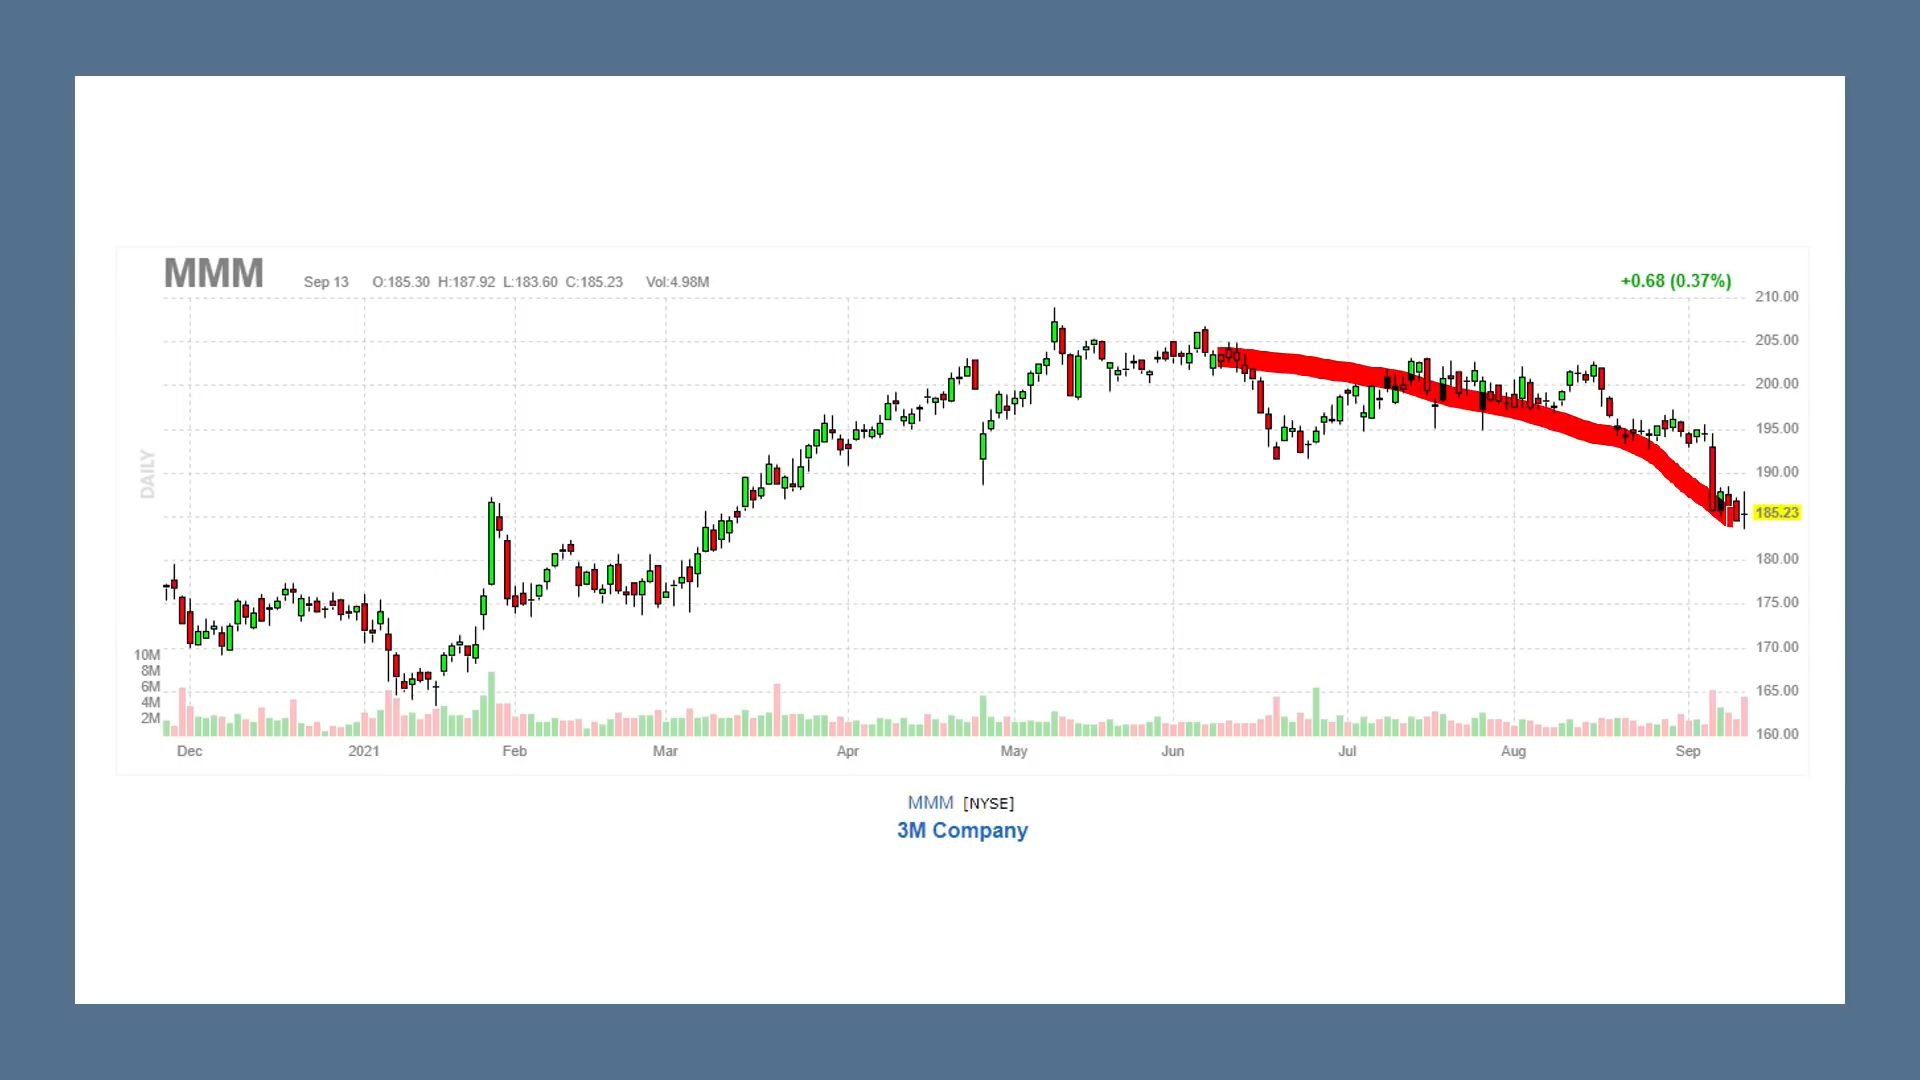 MMM Sep 13 O:185.30 H:187.92 L:183.60 C:185.23 Vol:4.98M +0.68 (0.37%)
210.00
205.00
200.00
195.00
190.00
DAILY
185.23
180.00
175.00
170.00
10M
8M
6M
165.00
4M
2M
160.00
Dec 2021 Feb Mar Apr May Jun Jul Aug Sep
MMM [NYSE]
3M Company